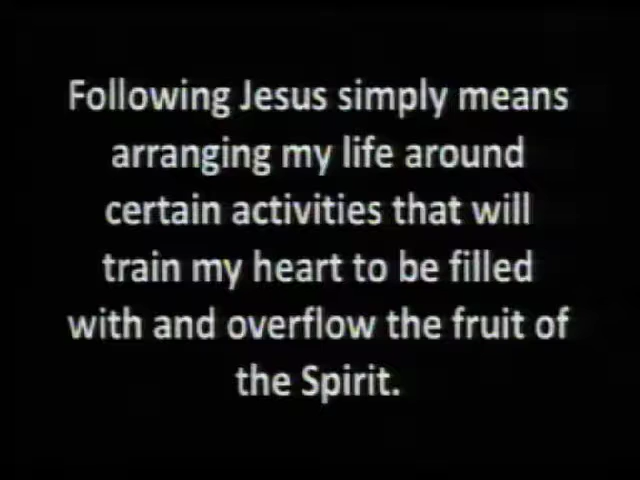 Following Jesus simply means
arranging my life around
certain activities that will
train my heart to be filled
with and overflow the fruit of
the Spirit.